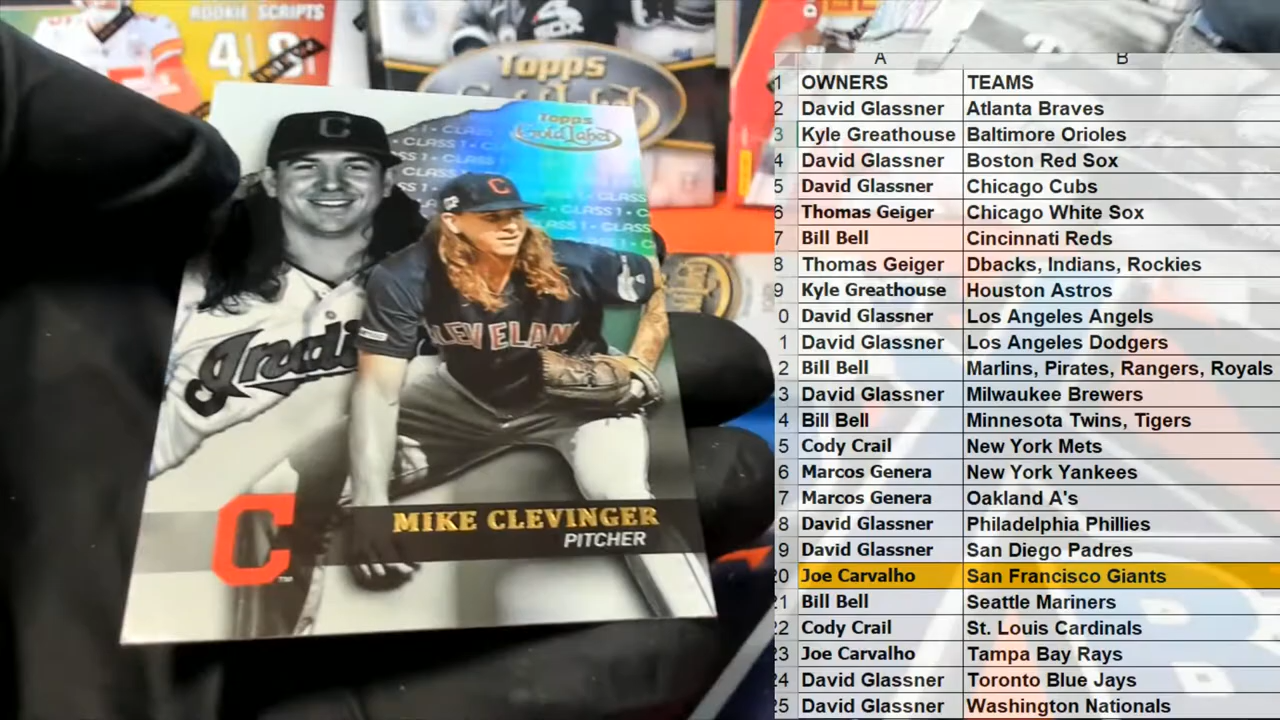 ROOKIE SCRIPTS
4 8
SOX
Topps
Topps
Gold Label
CLASS 1 • CLASS
CLEVELAND
Indi
C
MIKE CLEVINGER
PITCHER
A B
1 OWNERS TEAMS
2 David Glassner Atlanta Braves
3 Kyle Greathouse Baltimore Orioles
4 David Glassner Boston Red Sox
5 David Glassner Chicago Cubs
6 Thomas Geiger Chicago White Sox
7 Bill Bell Cincinnati Reds
8 Thomas Geiger Dbacks, Indians, Rockies
9 Kyle Greathouse Houston Astros
0 David Glassner Los Angeles Angels
1 David Glassner Los Angeles Dodgers
2 Bill Bell Marlins, Pirates, Rangers, Royals
3 David Glassner Milwaukee Brewers
4 Bill Bell Minnesota Twins, Tigers
5 Cody Crail New York Mets
6 Marcos Genera New York Yankees
7 Marcos Genera Oakland A's
8 David Glassner Philadelphia Phillies
9 David Glassner San Diego Padres
20 Joe Carvalho San Francisco Giants
21 Bill Bell Seattle Mariners
22 Cody Crail St. Louis Cardinals
23 Joe Carvalho Tampa Bay Rays
24 David Glassner Toronto Blue Jays
25 David Glassner Washington Nationals